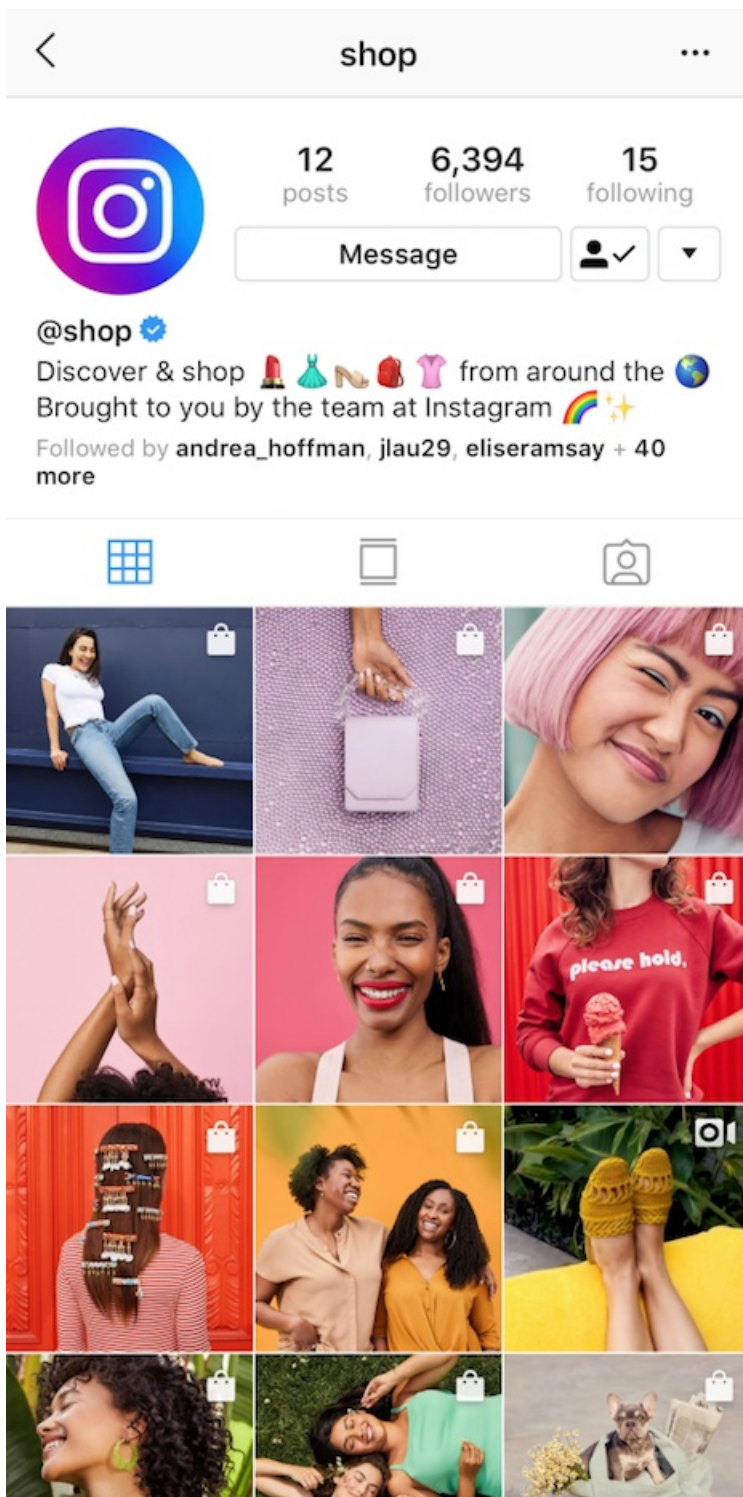 shop
12 6,394 15
posts followers following
Message
@shop
Discover & shop 💄👗👡🎒👚 from around the 🌎
Brought to you by the team at Instagram 🌈✨
Followed by andrea_hoffman, jlau29, eliseramsay + 40
more
please hold,